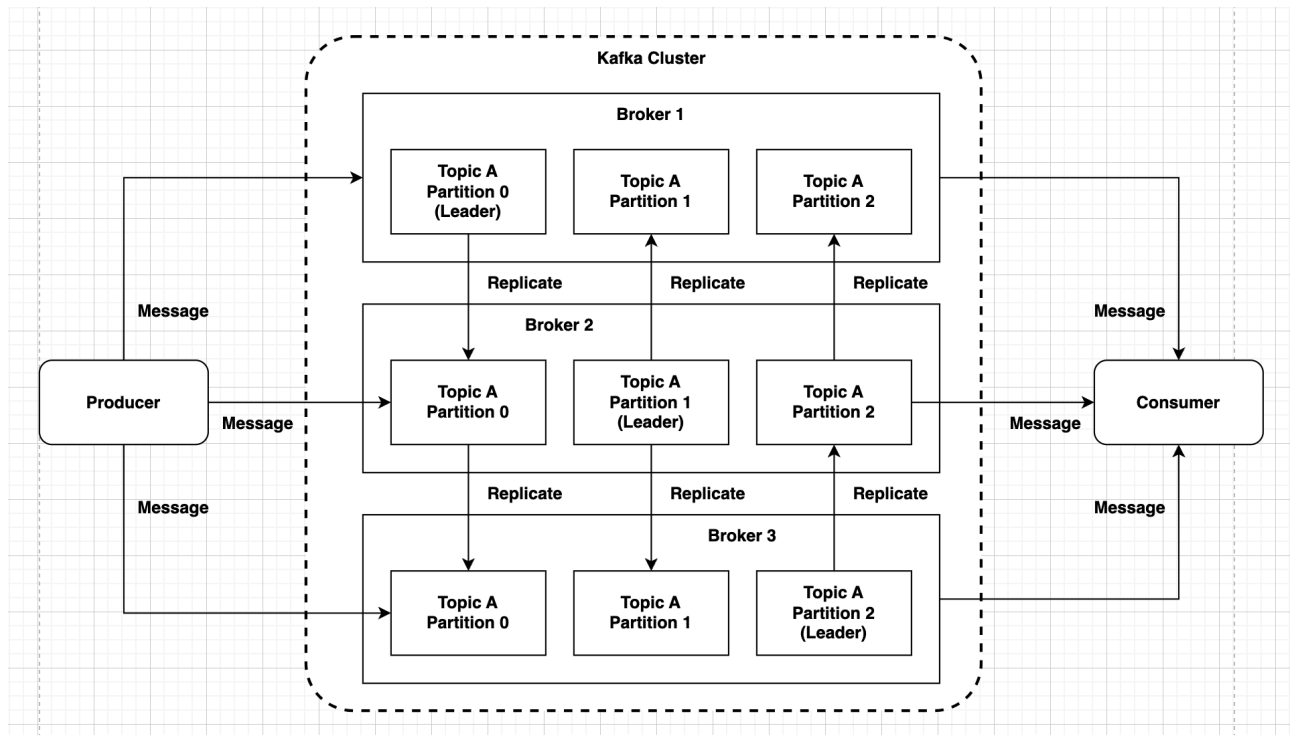 Kafka Cluster
Broker 1
Topic A
Partition 0
(Leader)
Topic A
Partition 1
Topic A
Partition 2
Replicate
Replicate
Replicate
Message
Message
Broker 2
Producer
Message
Topic A
Partition 0
Topic A
Partition 1
(Leader)
Topic A
Partition 2
Message
Consumer
Replicate
Replicate
Replicate
Message
Message
Broker 3
Topic A
Partition 0
Topic A
Partition 1
Topic A
Partition 2
(Leader)